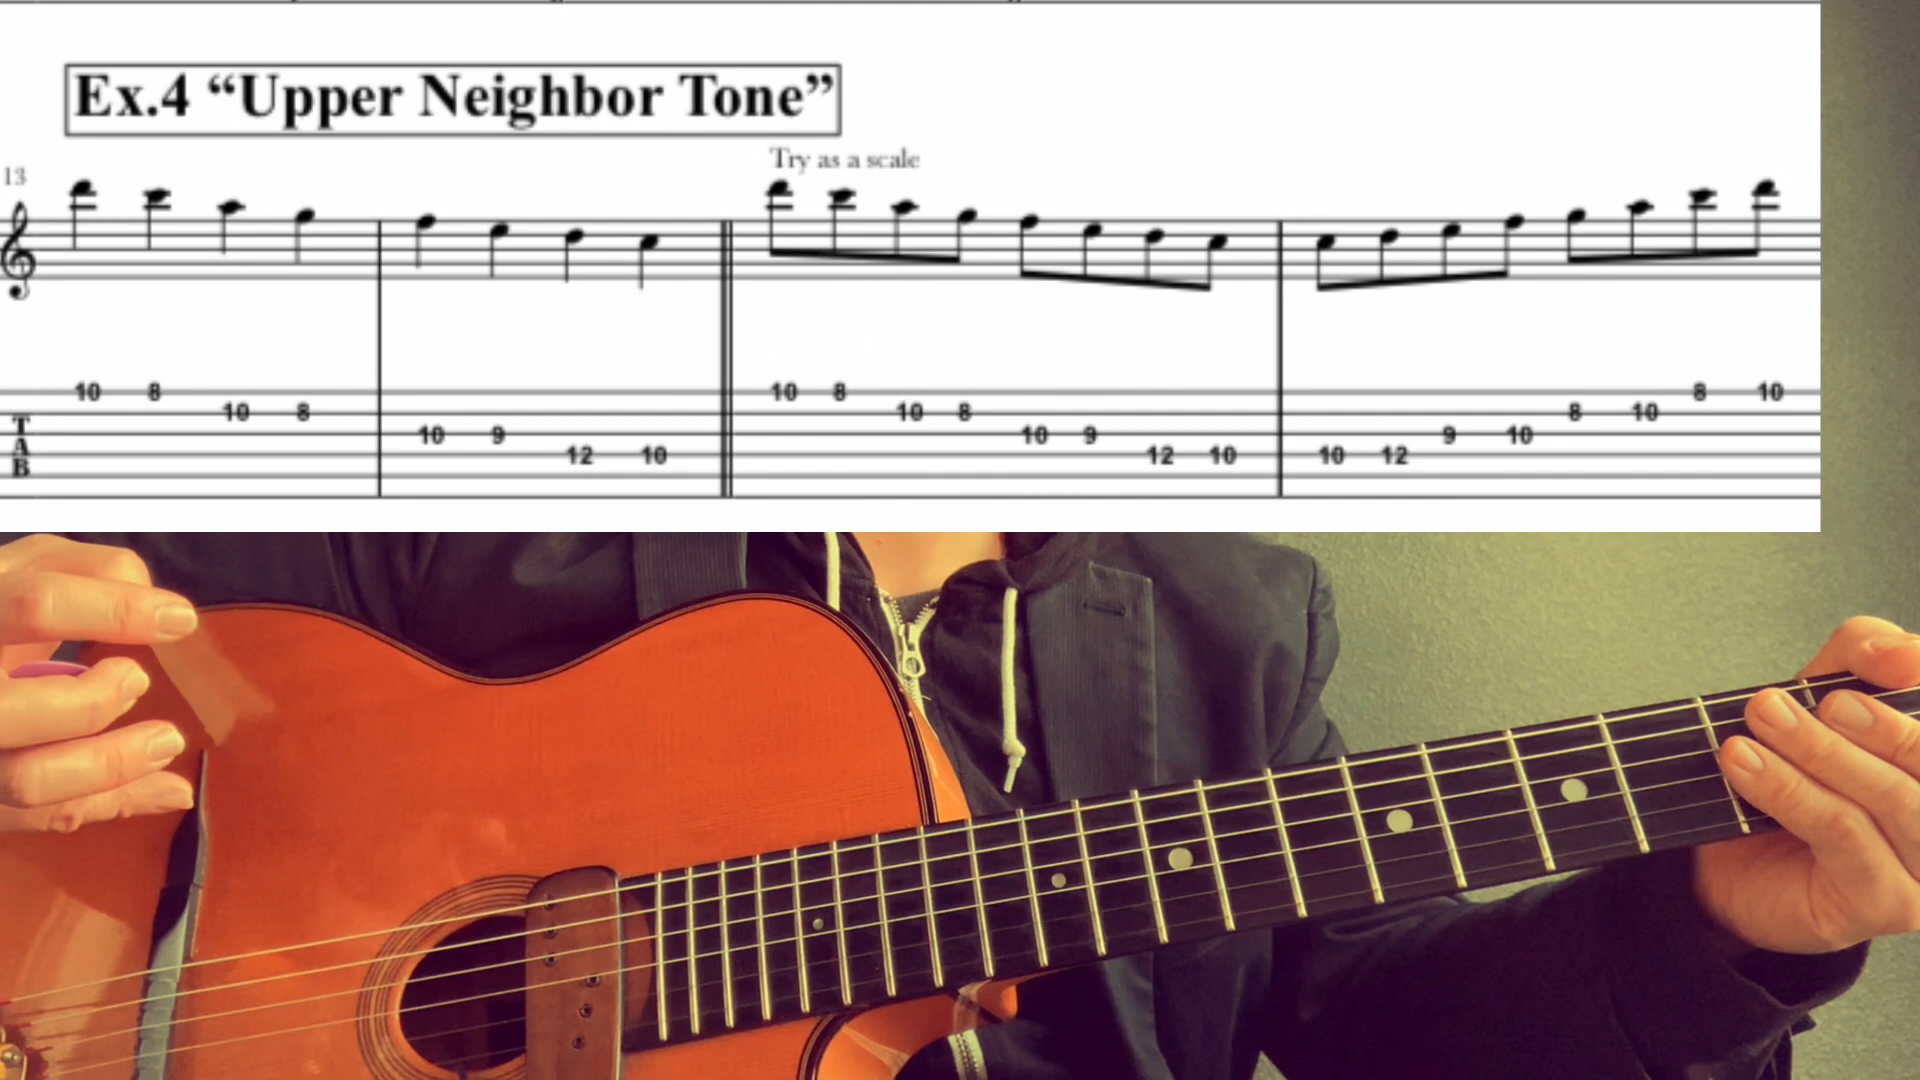 Ex.4 “Upper Neighbor Tone”
Try as a scale
13
10 8 10 8 10 9 12 10 10 8 10 8 10 9 12 10 10 12 9 10 8 10 8 10
T
A
B